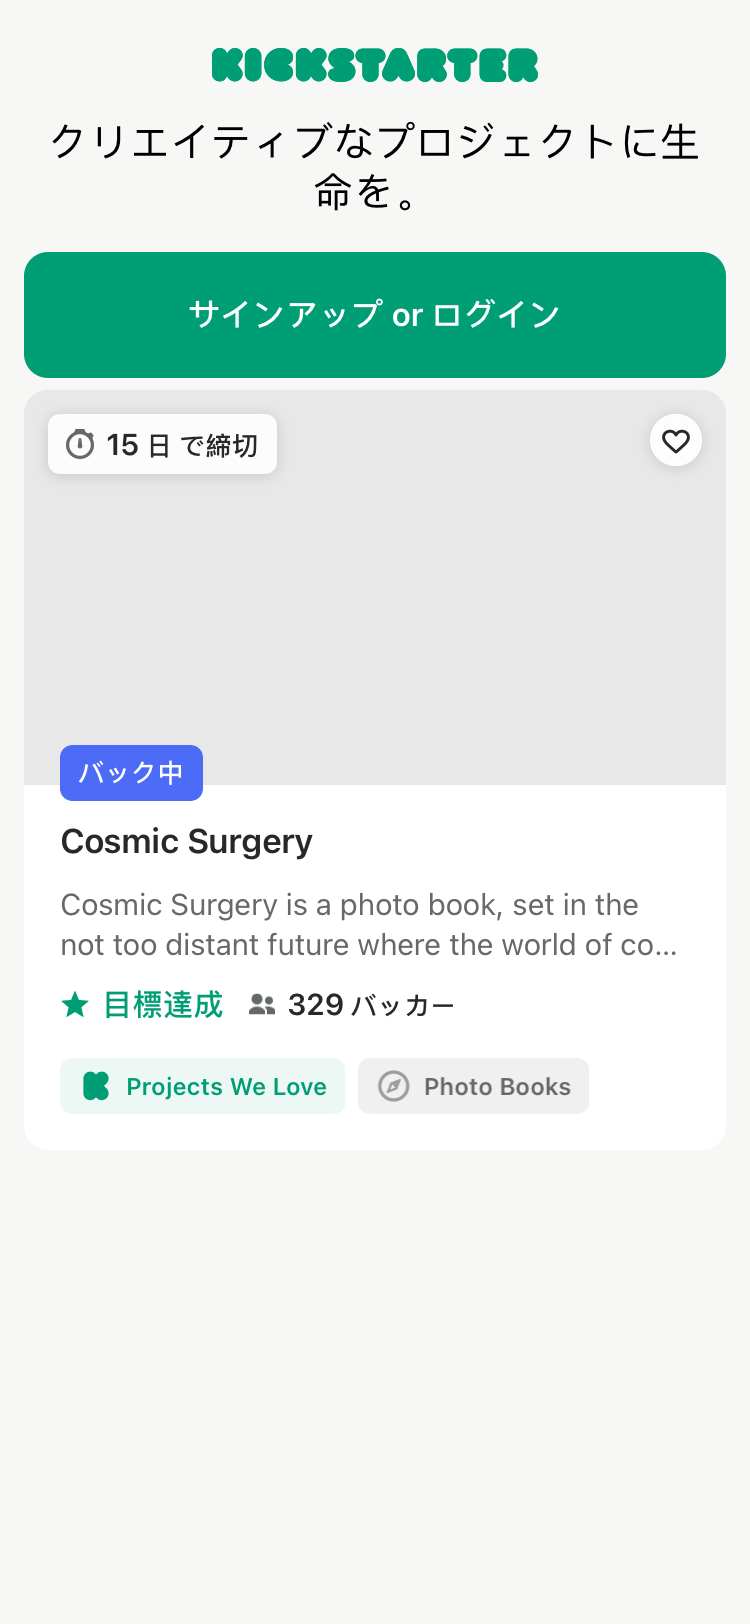 KICKSTARTER
クリエイティブなプロジェクトに生
命を。
サインアップ or ログイン
15 日 で締切
バック中
Cosmic Surgery
Cosmic Surgery is a photo book, set in the
not too distant future where the world of co...
目標達成 329 バッカー
Projects We Love Photo Books